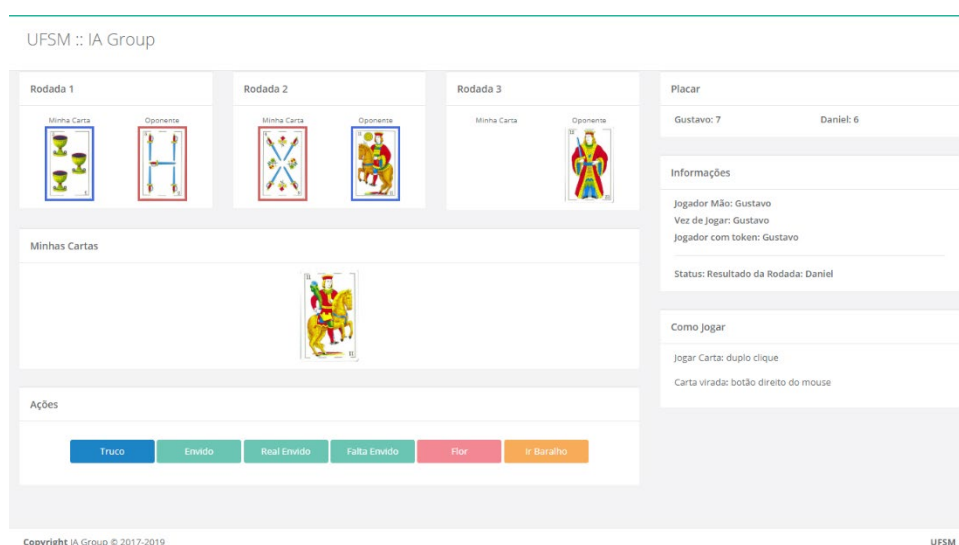 UFSM :: IA Group
Rodada 1
Minha Carta Oponente
Rodada 2
Minha Carta Oponente
Rodada 3
Minha Carta Oponente
Placar
Gustavo: 7 Daniel: 6
Informações
Jogador Mão: Gustavo
Vez de Jogar: Gustavo
Jogador com token: Gustavo
Status: Resultado da Rodada: Daniel
Minhas Cartas
11
11
Como Jogar
Jogar Carta: duplo clique
Carta virada: botão direito do mouse
Ações
Truco Envido Real Envido Falta Envido Flor Ir Baralho
Copyright IA Group © 2017-2019 UFSM